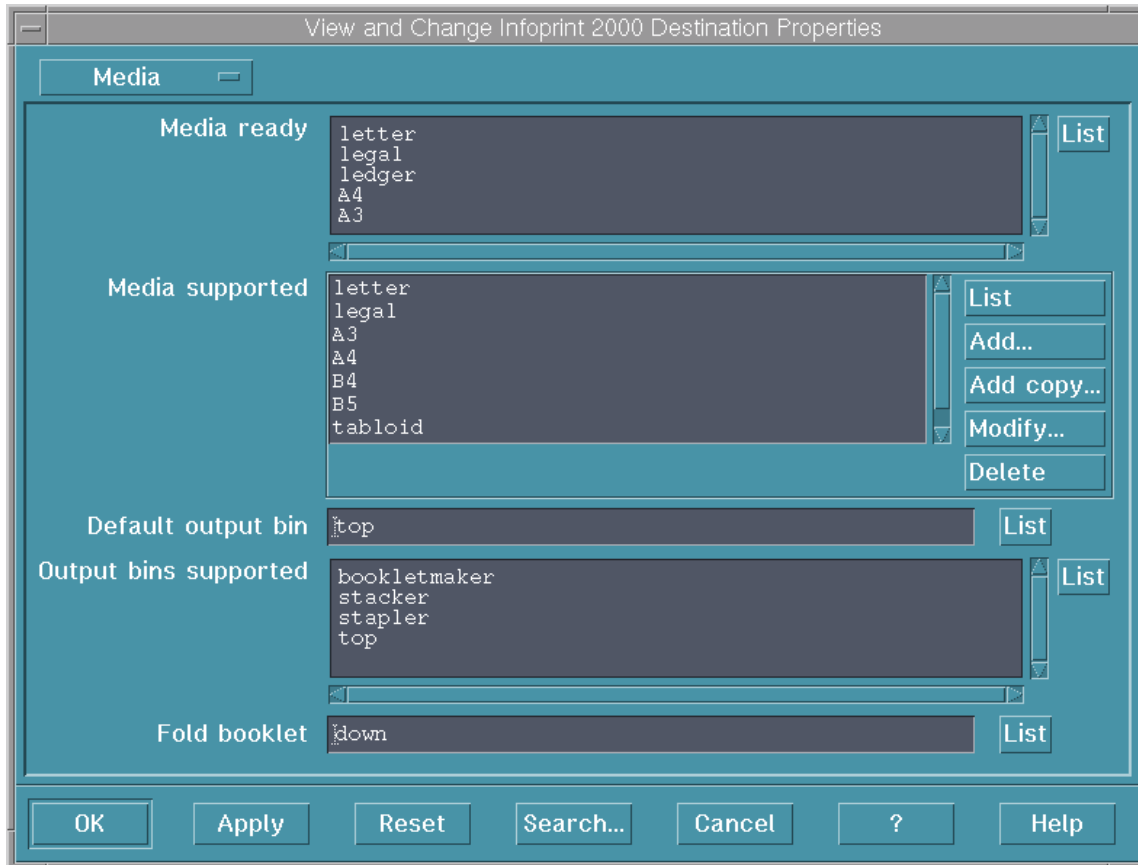 View and Change Infoprint 2000 Destination Properties
Media
Media ready
letter
legal
ledger
A4
A3
List
Media supported
letter
legal
A3
A4
B4
B5
tabloid
List
Add...
Add copy...
Modify...
Delete
Default output bin
top
List
Output bins supported
bookletmaker
stacker
stapler
top
List
Fold booklet
down
List
OK
Apply
Reset
Search...
Cancel
?
Help